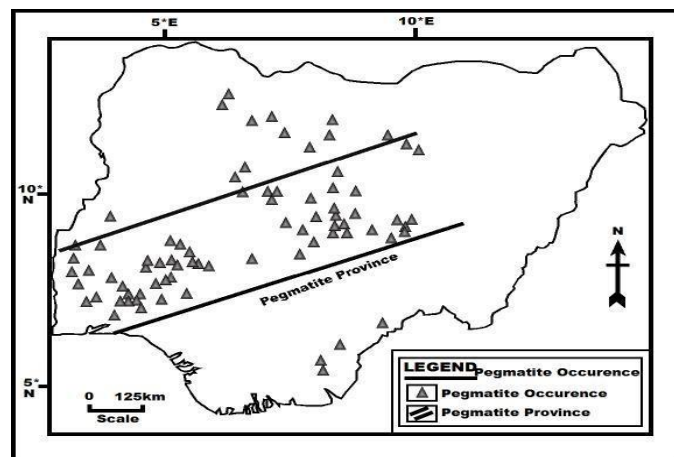 5°E
10°E
10°
N
N
Pegmatite Province
LEGEND Pegmatite Occurence
Pegmatite Occurence
Pegmatite Province
5°
N
0 125km
Scale